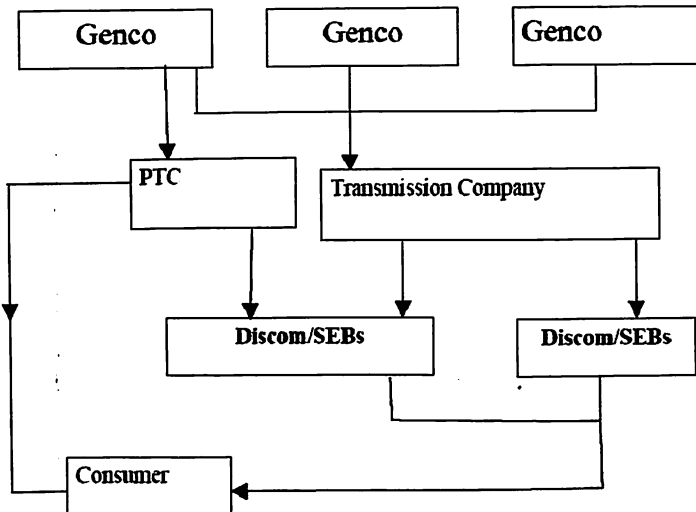 Genco
Genco
Genco
PTC
Transmission Company
Discom/SEBs
Discom/SEBs
Consumer